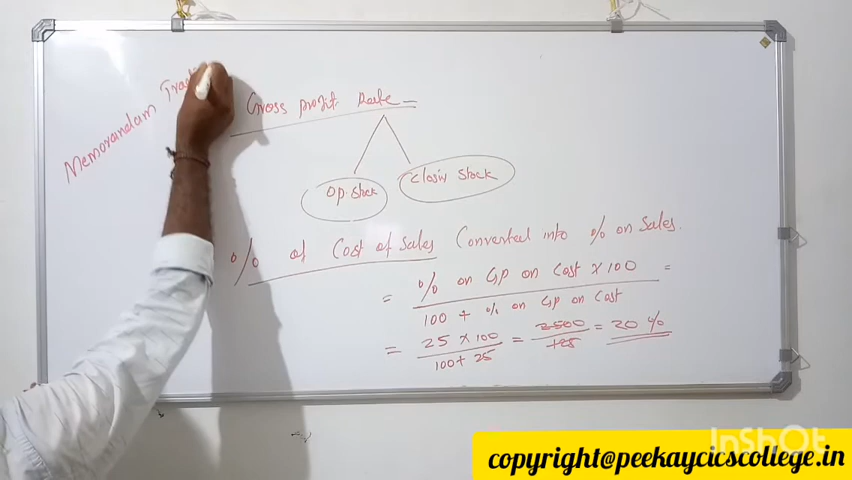 Memorandam Trad
Gross profit Rate
Op. Stock
Closin Stock
% of Cost of Sales Converted into % on Sales.
= % on GP on Cost × 100 =
100 + % on GP on Cost
= 25 × 100 = 2500 = 20 %
100 + 25 125
InShOt
copyright@peekaycicscollege.in